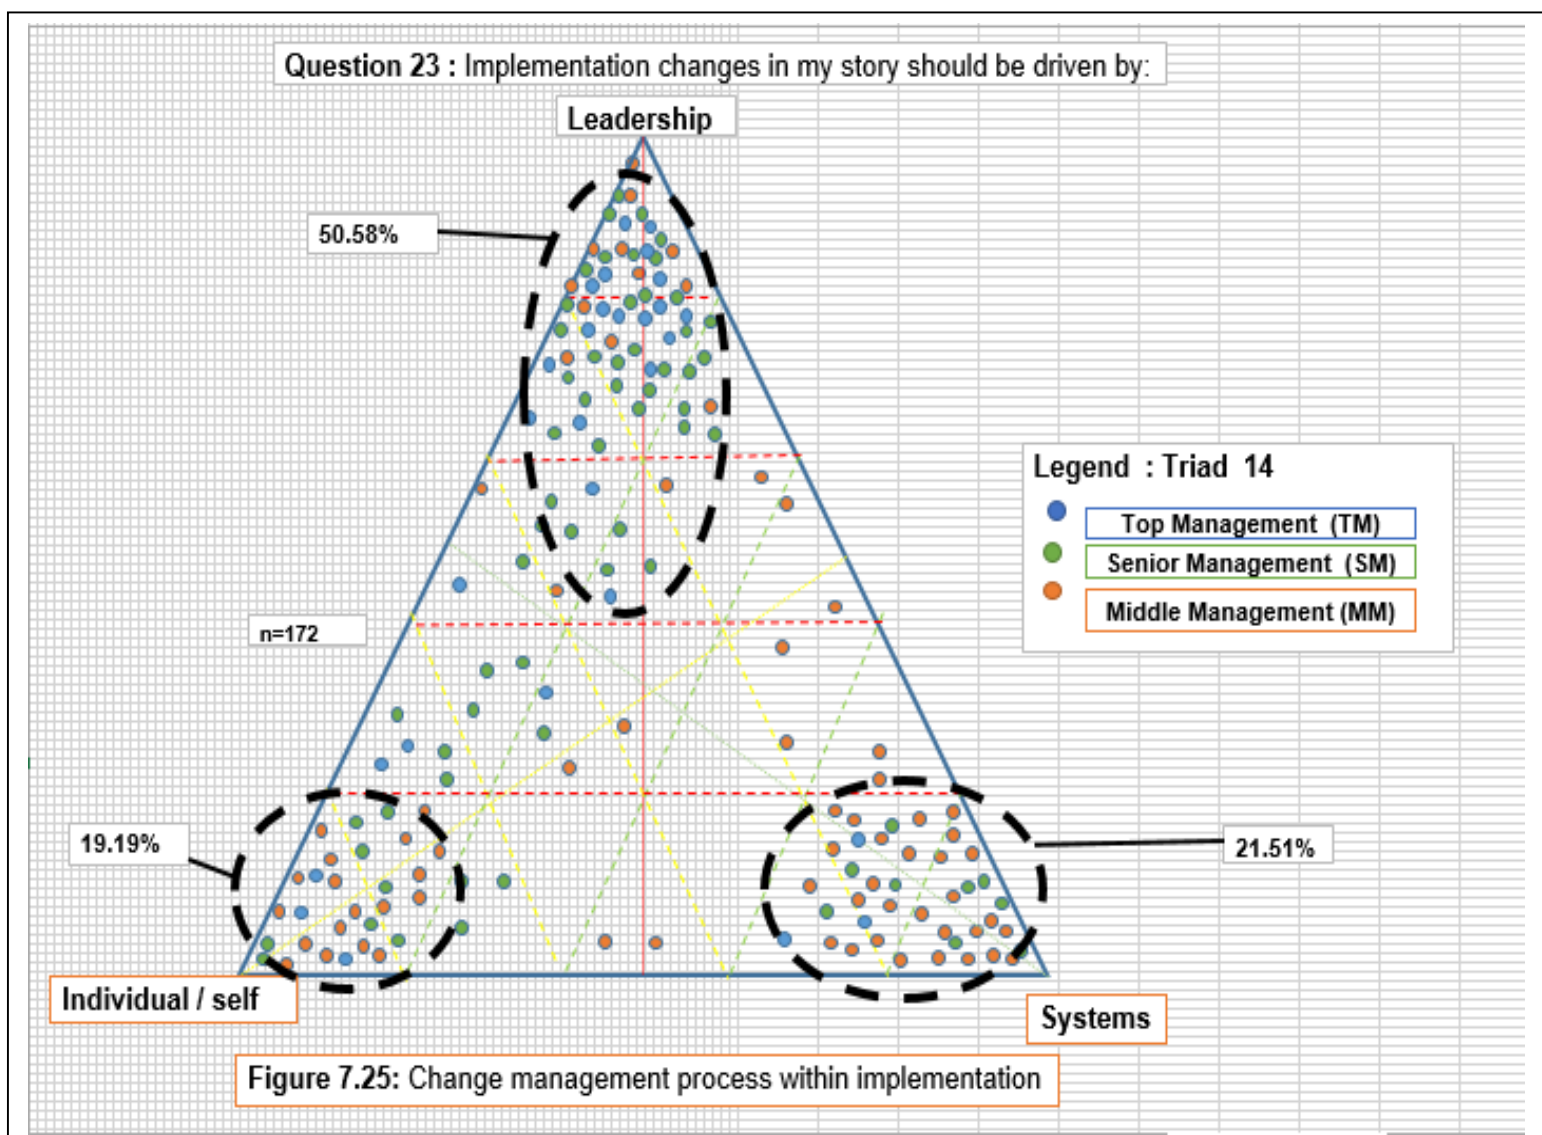 Question 23 : Implementation changes in my story should be driven by:
Leadership
50.58%
Legend : Triad 14
Top Management (TM)
Senior Management (SM)
Middle Management (MM)
n=172
19.19%
21.51%
Individual / self
Systems
Figure 7.25: Change management process within implementation